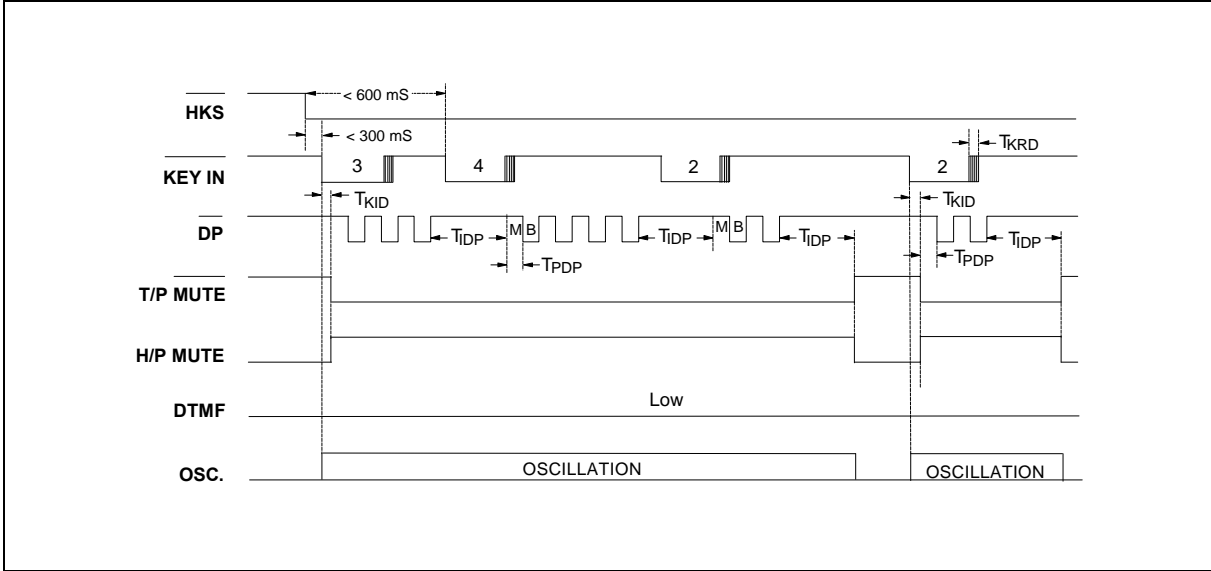 < 600 mS
HKS
< 300 mS
TKRD
KEY IN 3 4 2 2
TKID TKID
DP TIDP M B TIDP M B TIDP TIDP
TPDP TPDP
T/P MUTE
H/P MUTE
Low
DTMF
OSCILLATION OSCILLATION
OSC.